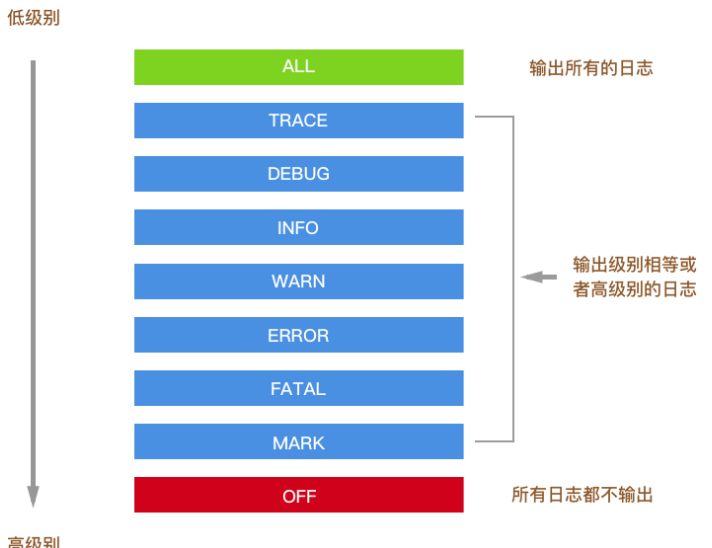 低级别
ALL
输出所有的日志
TRACE
DEBUG
INFO
WARN
输出级别相等或
者高级别的日志
ERROR
FATAL
MARK
OFF
所有日志都不输出
高级别